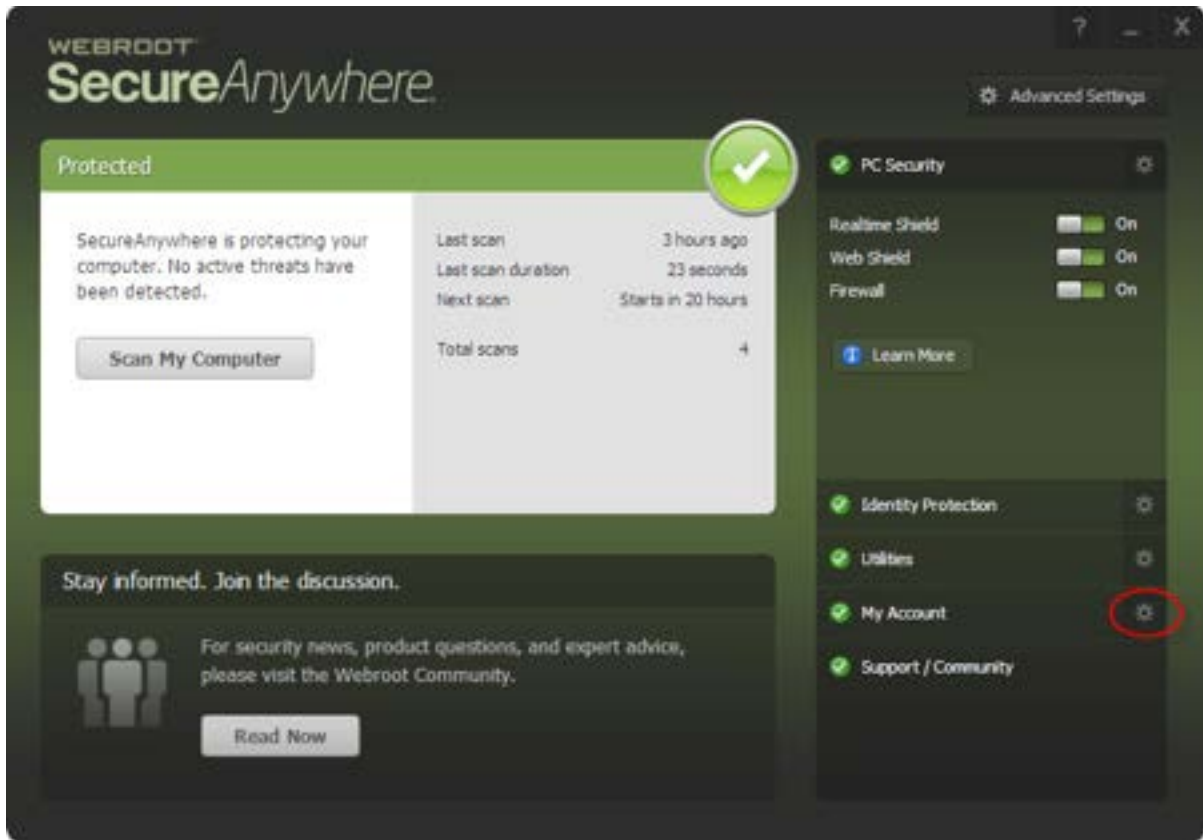 WEBROOT
SecureAnywhere.
? _ X
Advanced Settings
Protected
SecureAnywhere is protecting your
computer. No active threats have
been detected.
Scan My Computer
Last scan 3 hours ago
Last scan duration 23 seconds
Next scan Starts in 20 hours
Total scans 4
PC Security
Realtime Shield On
Web Shield On
Firewall On
Learn More
Identity Protection
Utilities
My Account
Support / Community
Stay informed. Join the discussion.
For security news, product questions, and expert advice,
please visit the Webroot Community.
Read Now